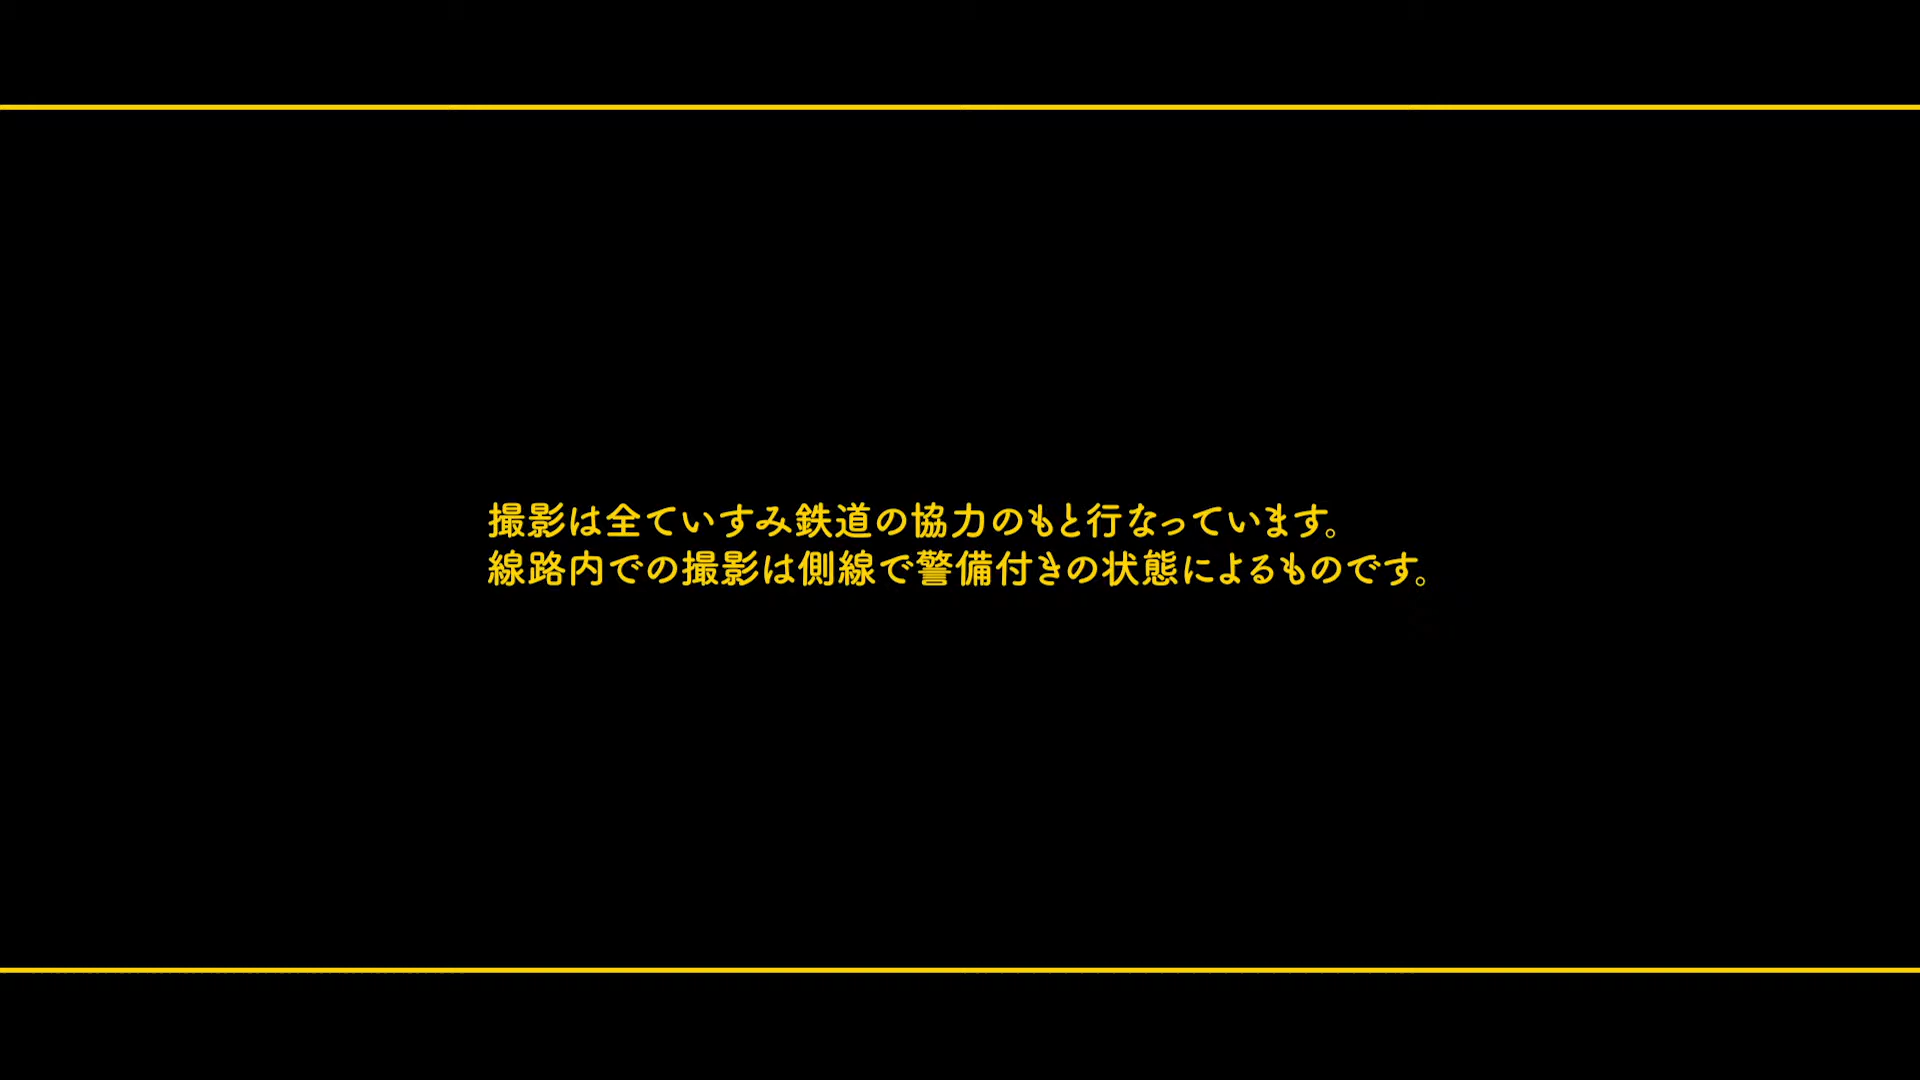 撮影は全ていすみ鉄道の協力のもと行なっています。
線路内での撮影は側線で警備付きの状態によるものです。